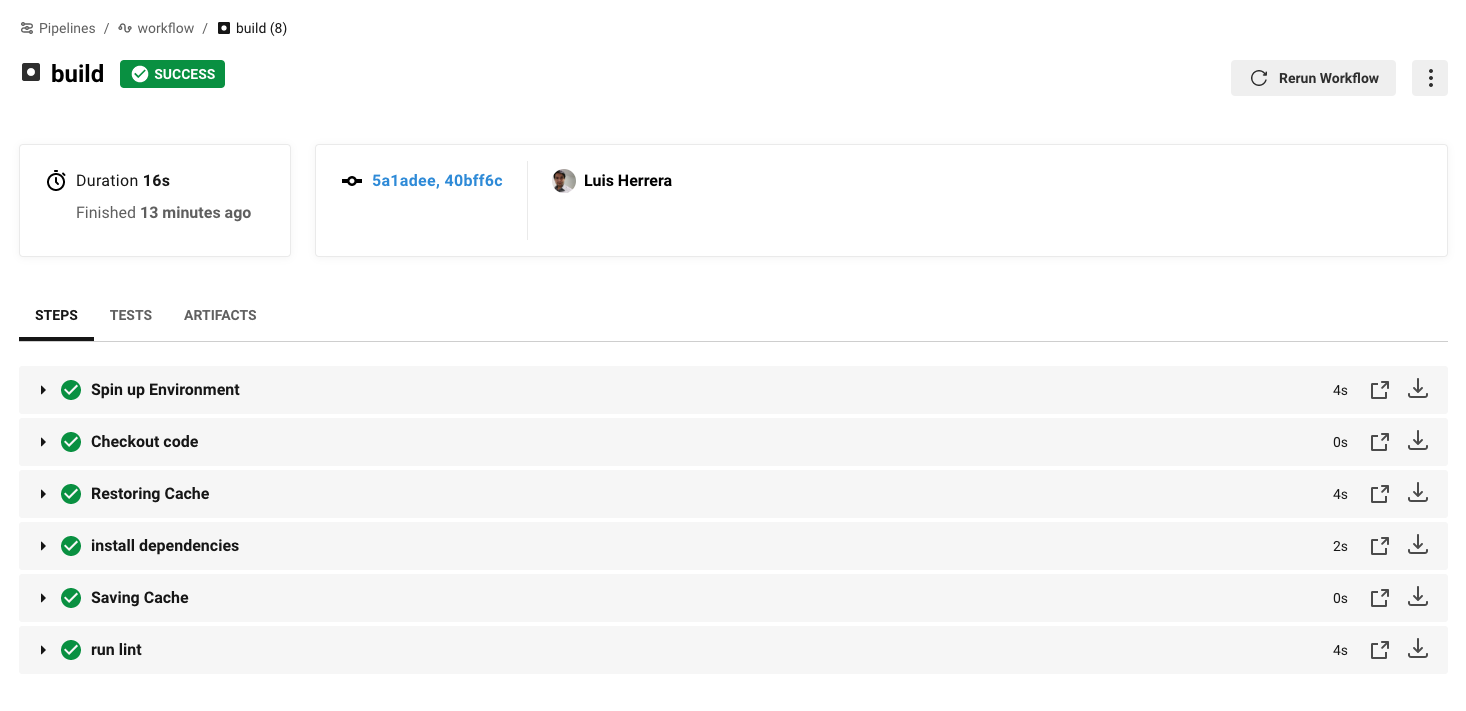 Pipelines / workflow / build (8)
build SUCCESS
Rerun Workflow
Duration 16s
Finished 13 minutes ago
5a1adee, 40bff6c
Luis Herrera
STEPS TESTS ARTIFACTS
Spin up Environment 4s
Checkout code 0s
Restoring Cache 4s
install dependencies 2s
Saving Cache 0s
run lint 4s